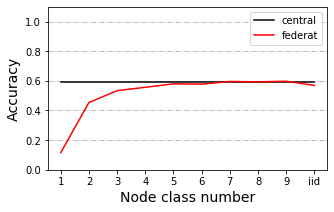 central
federat
1.0
0.8
0.6
0.4
0.2
0.0
Accuracy
1 2 3 4 5 6 7 8 9 iid
Node class number